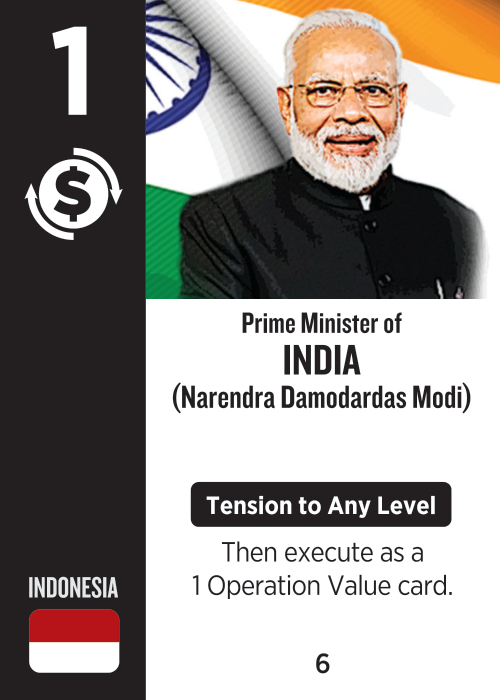 1
$
Prime Minister of
INDIA
(Narendra Damodardas Modi)
Tension to Any Level
Then execute as a
1 Operation Value card.
INDONESIA
6